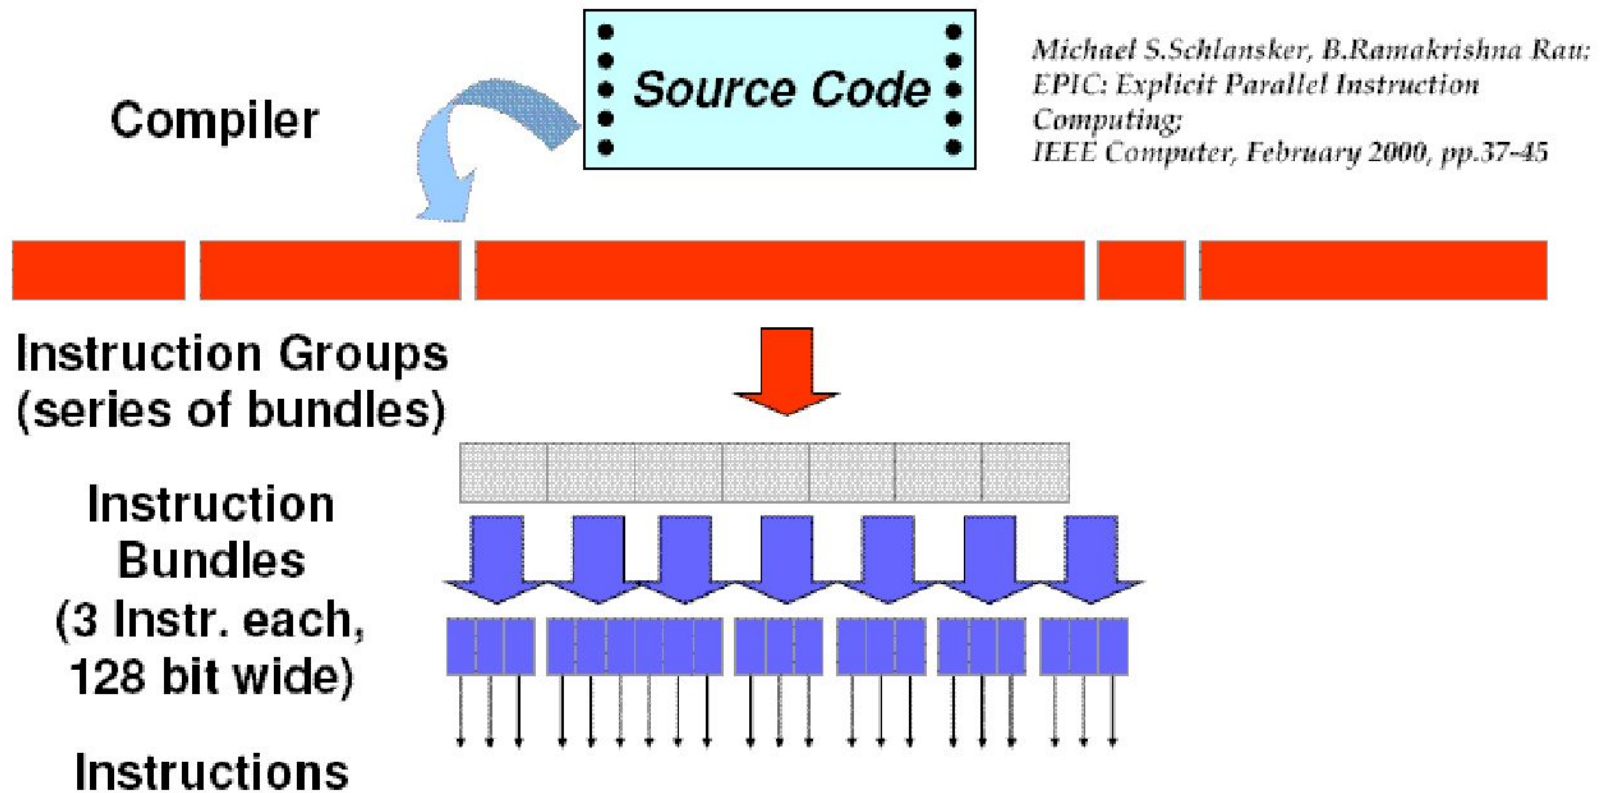 Source Code
Michael S.Schlansker, B.Ramakrishna Rau:
EPIC: Explicit Parallel Instruction
Computing;
IEEE Computer, February 2000, pp.37-45
Compiler
Instruction Groups
(series of bundles)
Instruction
Bundles
(3 Instr. each,
128 bit wide)
Instructions